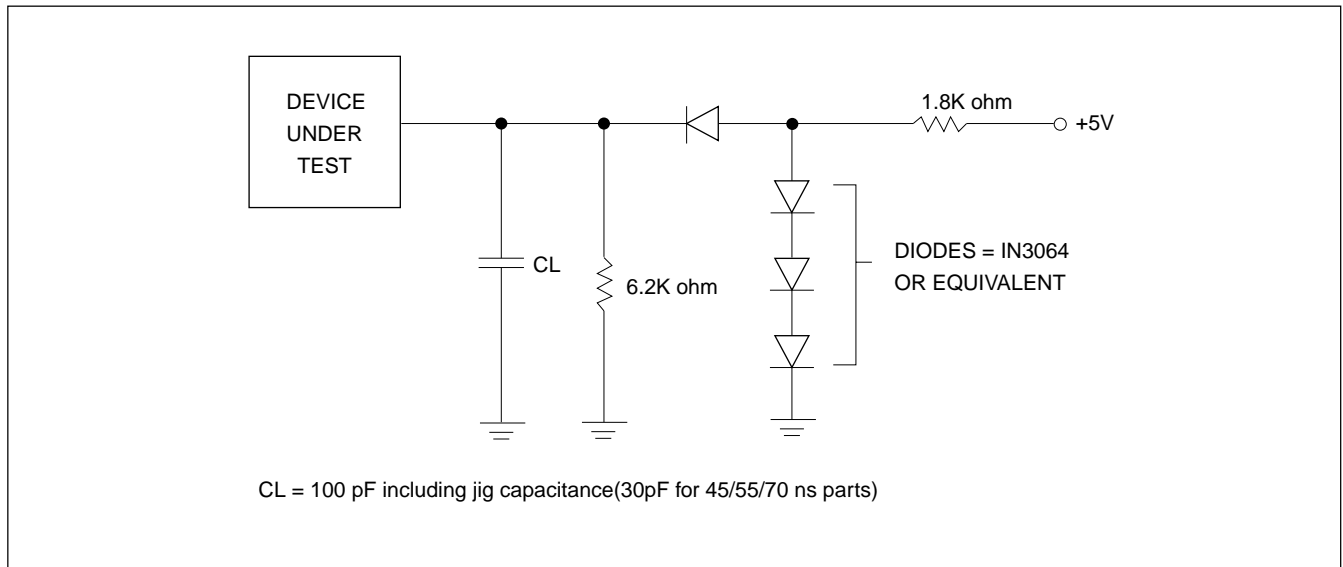 DEVICE
UNDER
TEST
1.8K ohm
+5V
CL
6.2K ohm
DIODES = IN3064
OR EQUIVALENT
CL = 100 pF including jig capacitance(30pF for 45/55/70 ns parts)